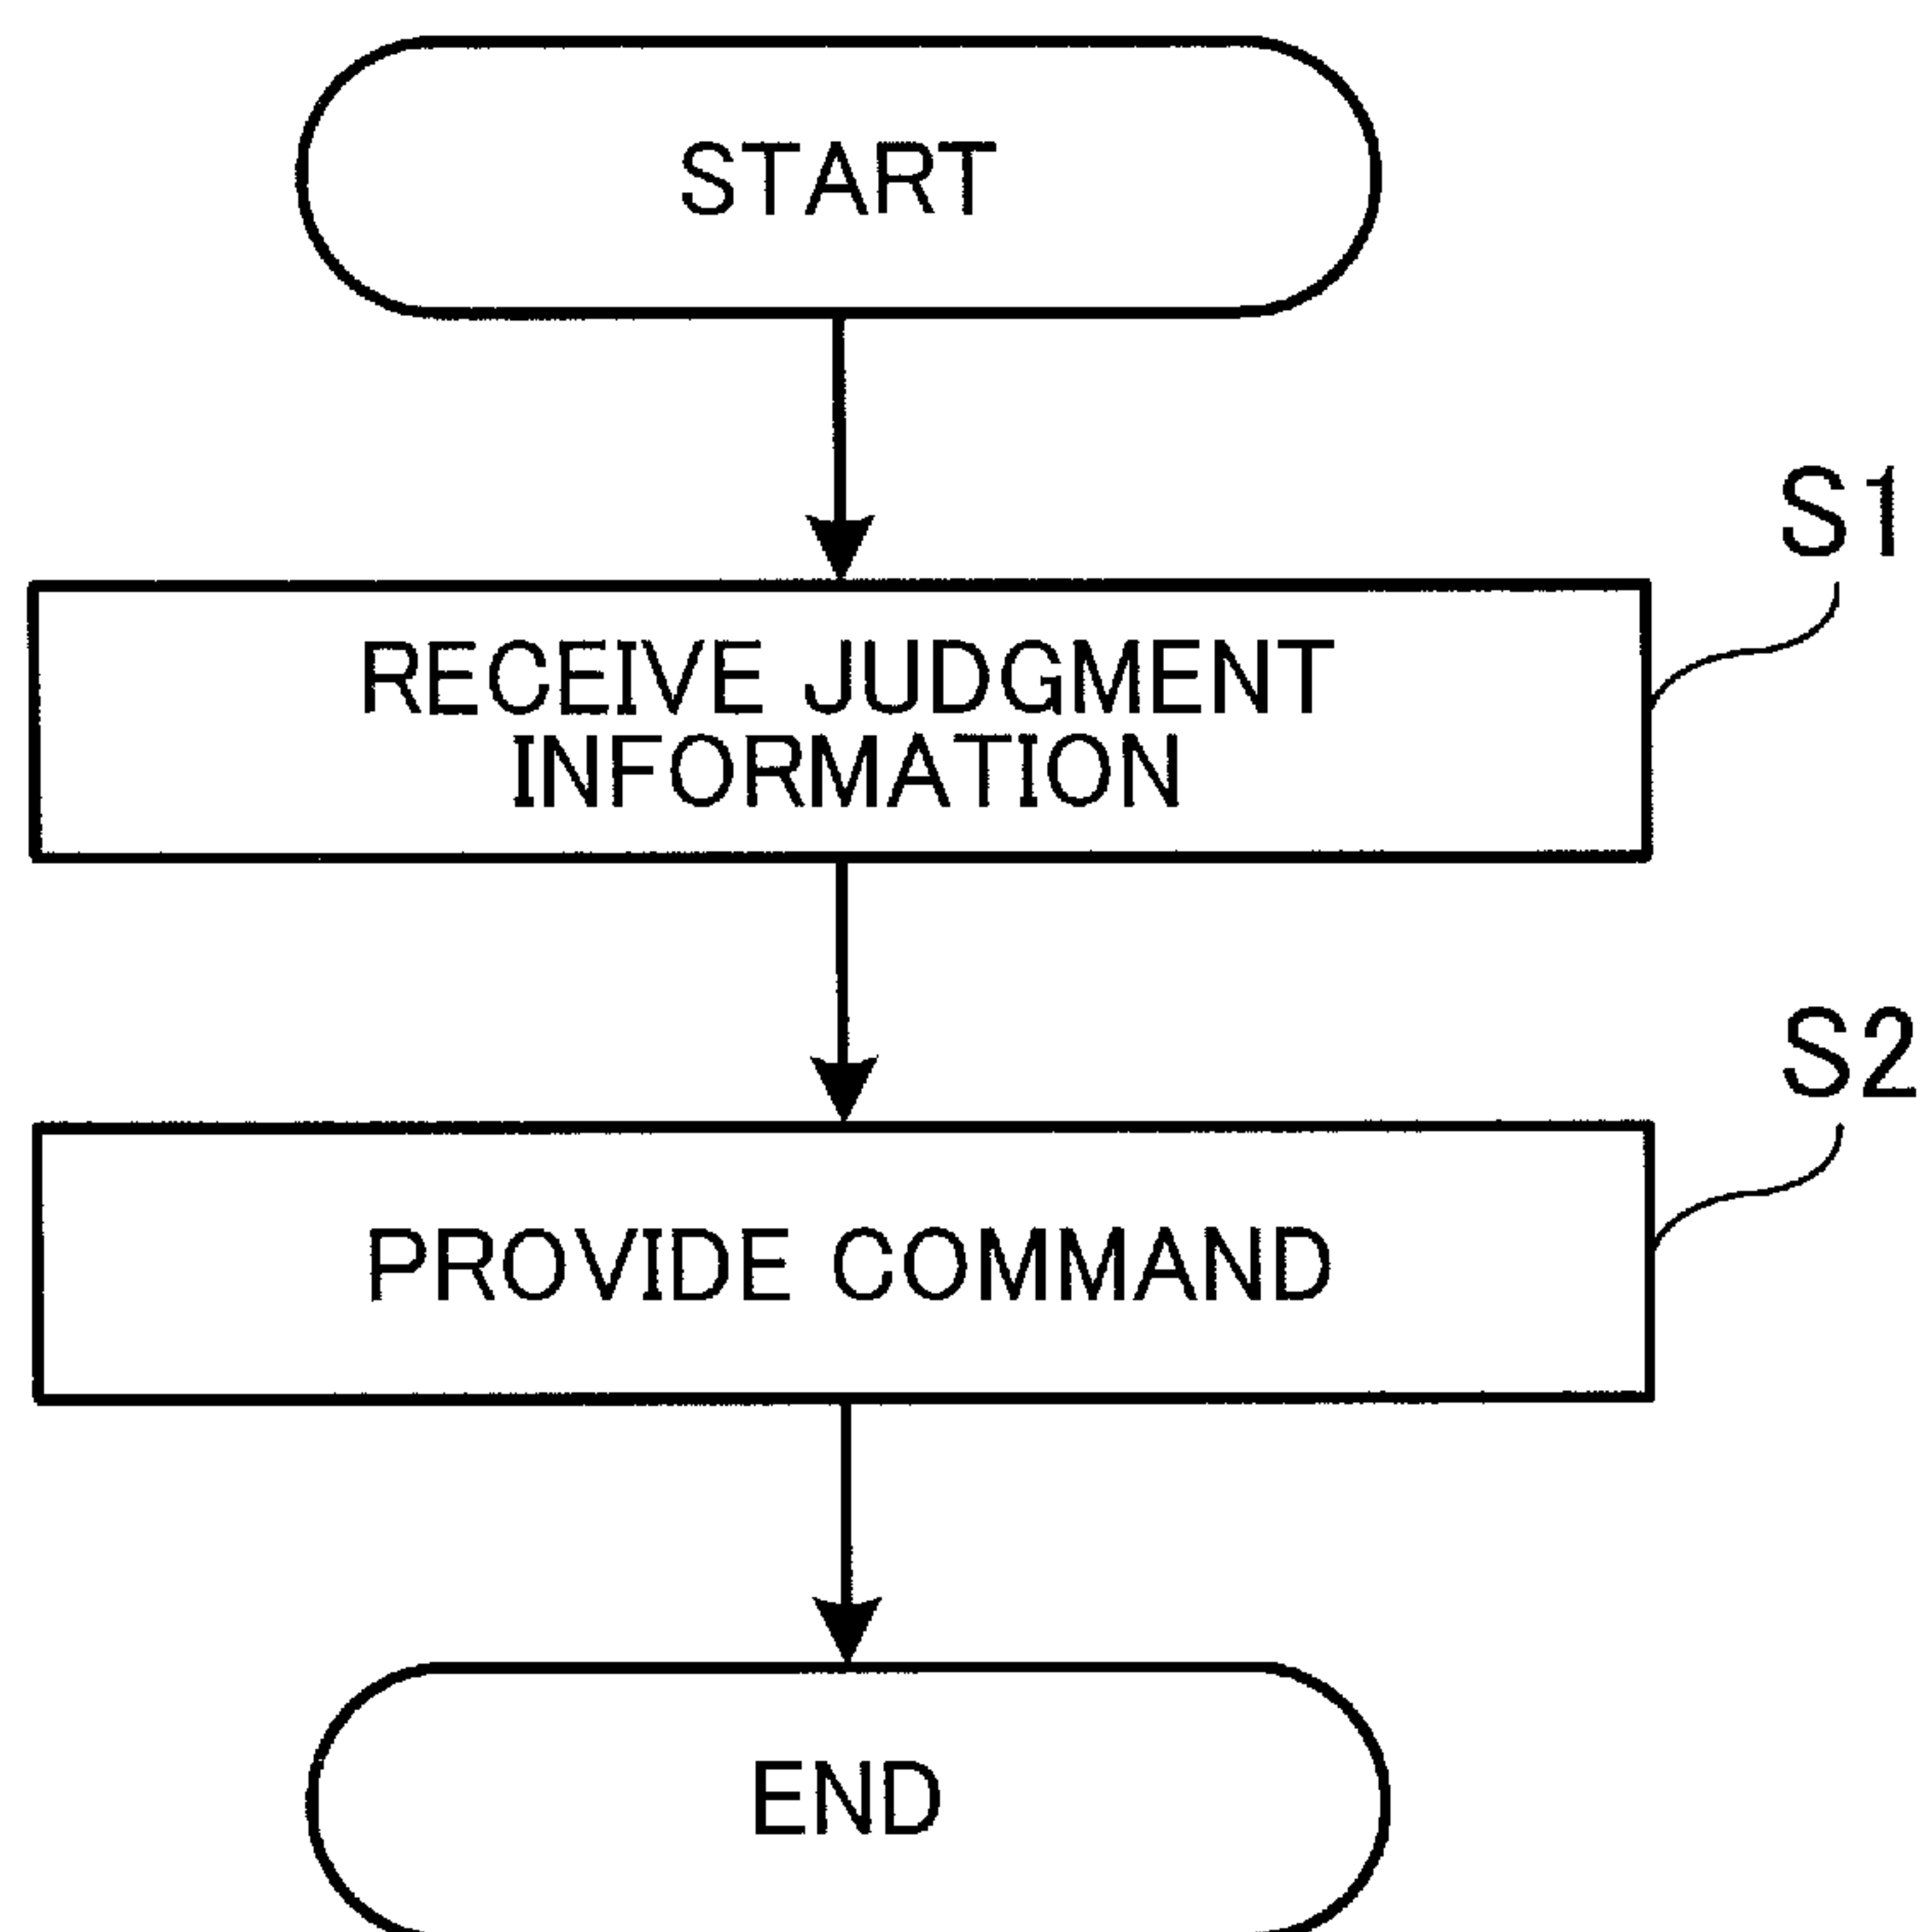 START
S1
RECEIVE JUDGMENT
INFORMATION
S2
PROVIDE COMMAND
END